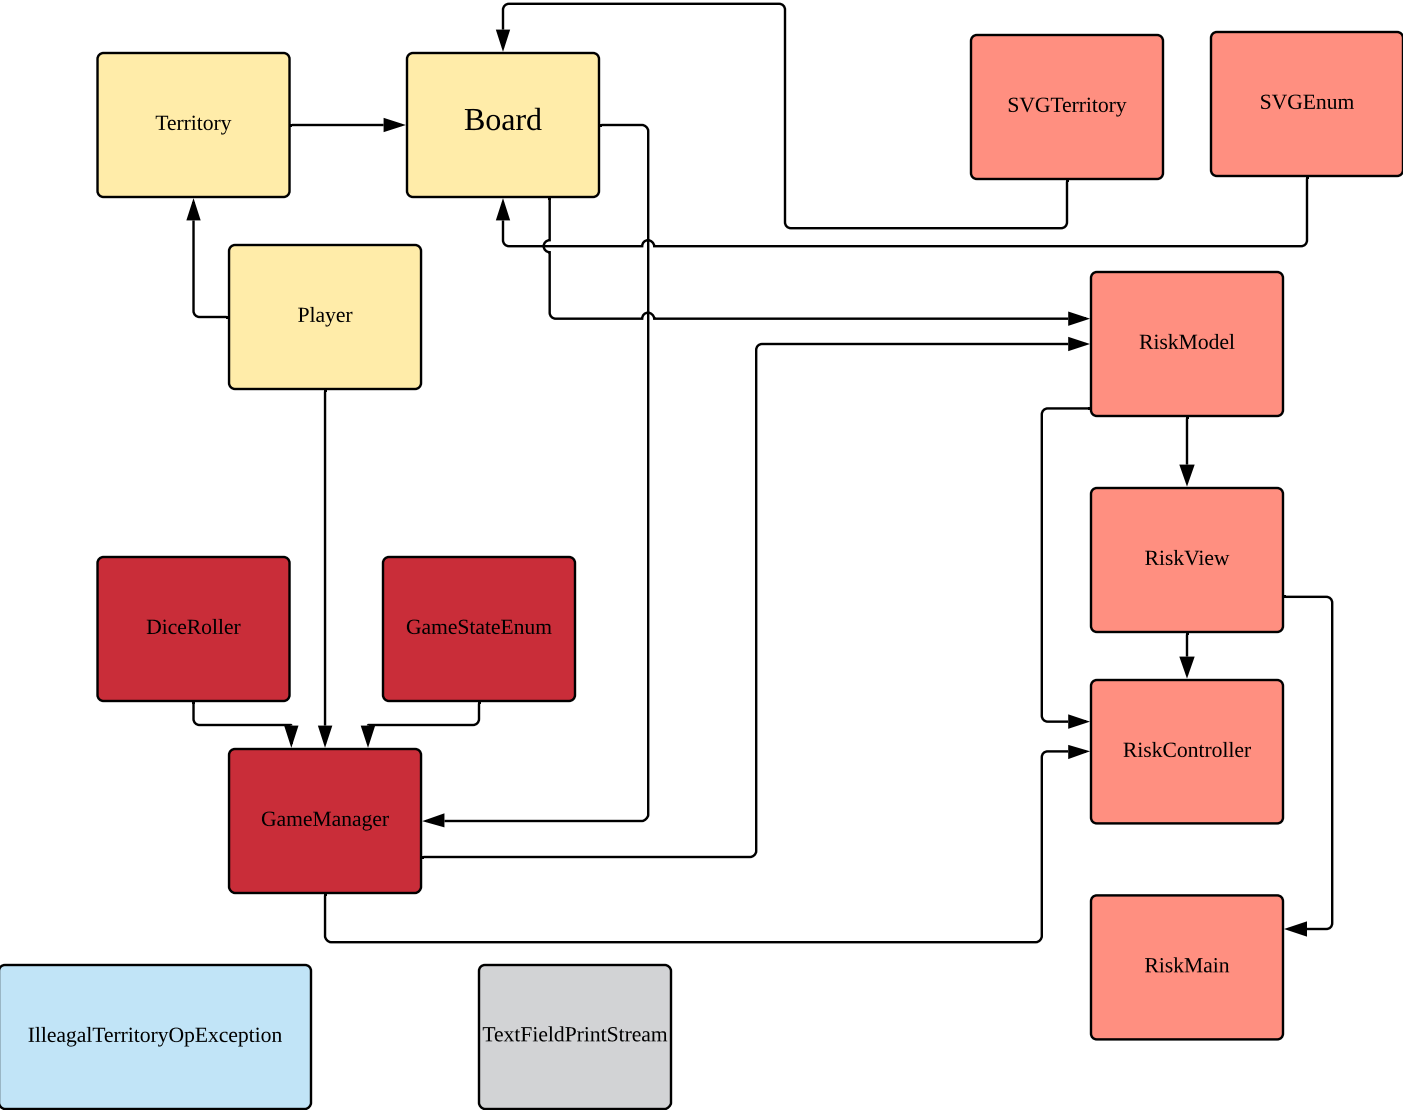 Territory
Board
SVGTerritory
SVGEnum
Player
RiskModel
RiskView
DiceRoller
GameStateEnum
RiskController
GameManager
RiskMain
IlleagalTerritoryOpException
TextFieldPrintStream